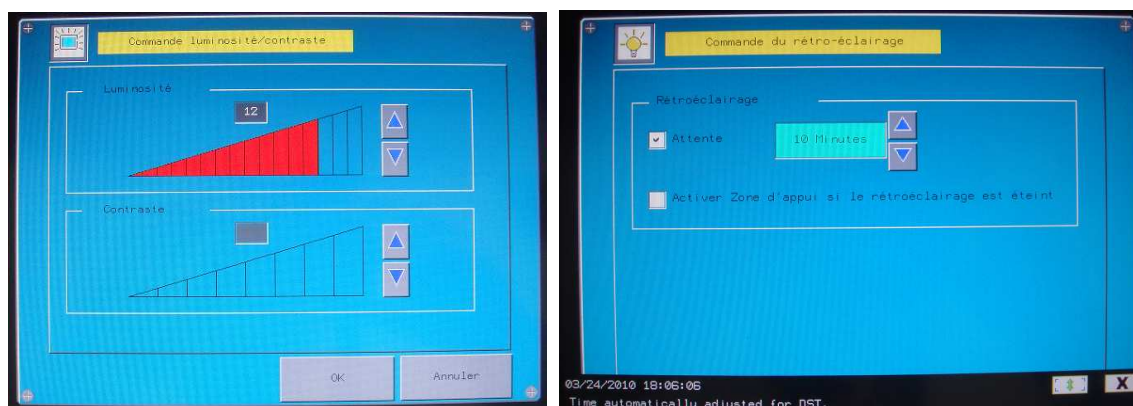 Commande luminosité/contraste
Luminosité
12
Contraste
OK
Annuler
Commande du rétro-éclairage
Rétroéclairage
Attente
10 Minutes
Activer Zone d'appui si le rétroéclairage est éteint
03/24/2010 18:06:06
X
Time automatically adjusted for DST.